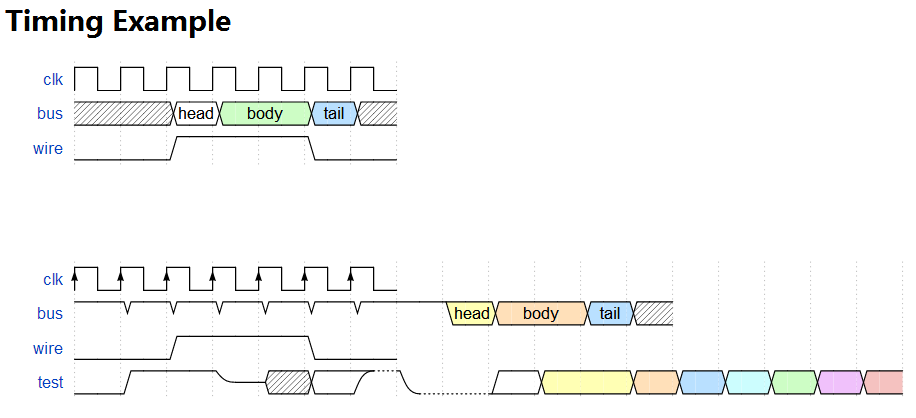 Timing Example
clk
bus head body tail
wire
clk
bus head body tail
wire
test